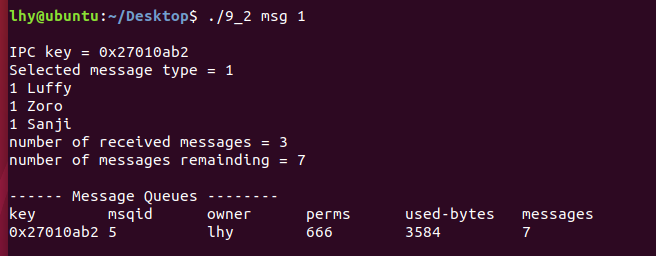 lhy@ubuntu:~/Desktop$ ./9_2 msg 1
IPC key = 0x27010ab2
Selected message type = 1
1 Luffy
1 Zoro
1 Sanji
number of received messages = 3
number of messages remainding = 7
------ Message Queues --------
key msqid owner perms used-bytes messages
0x27010ab2 5 lhy 666 3584 7